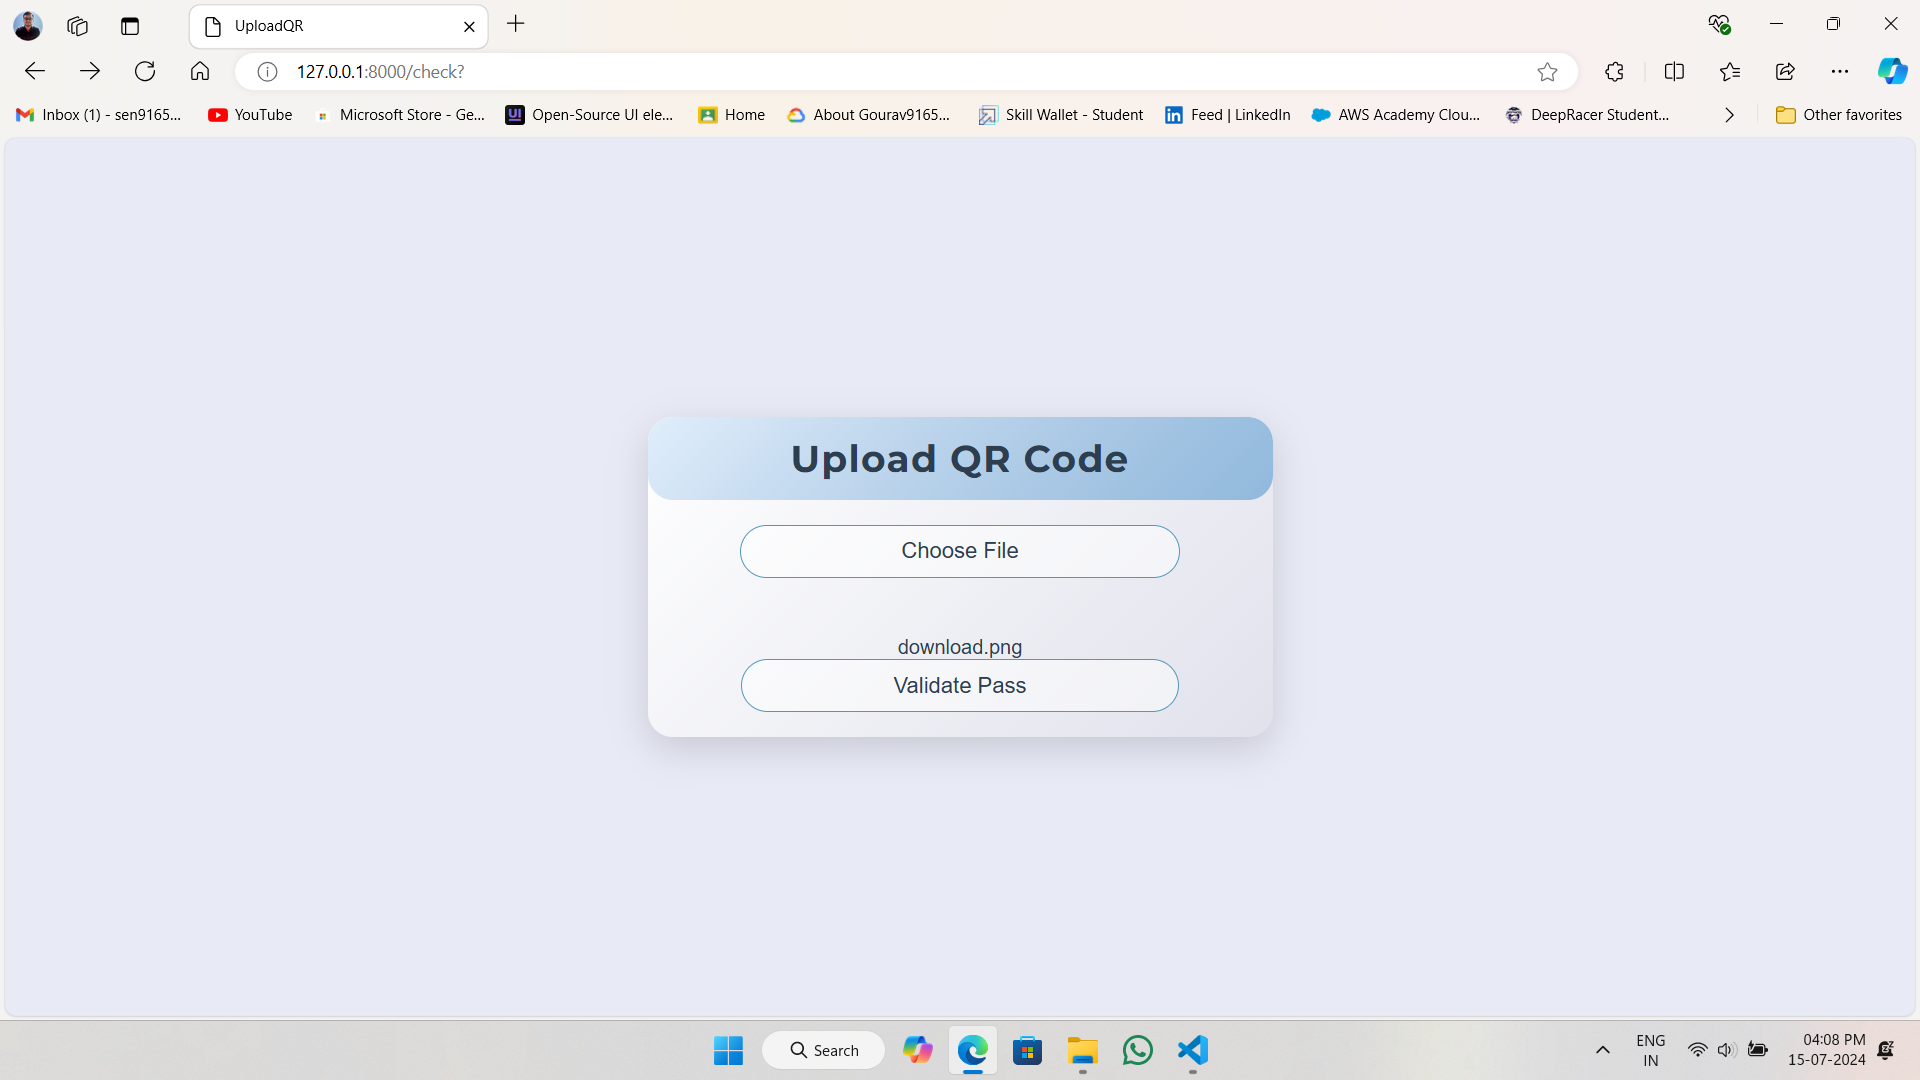 UploadQR
127.0.0.1:8000/check?
Inbox (1) - sen9165...
YouTube
Microsoft Store - Ge...
UI
Open-Source UI ele...
Home
About Gourav9165...
Skill Wallet - Student
Feed | LinkedIn
AWS Academy Clou...
DeepRacer Student...
Other favorites
Upload QR Code
Choose File
download.png
Validate Pass
Search
ENG
IN
04:08 PM
15-07-2024